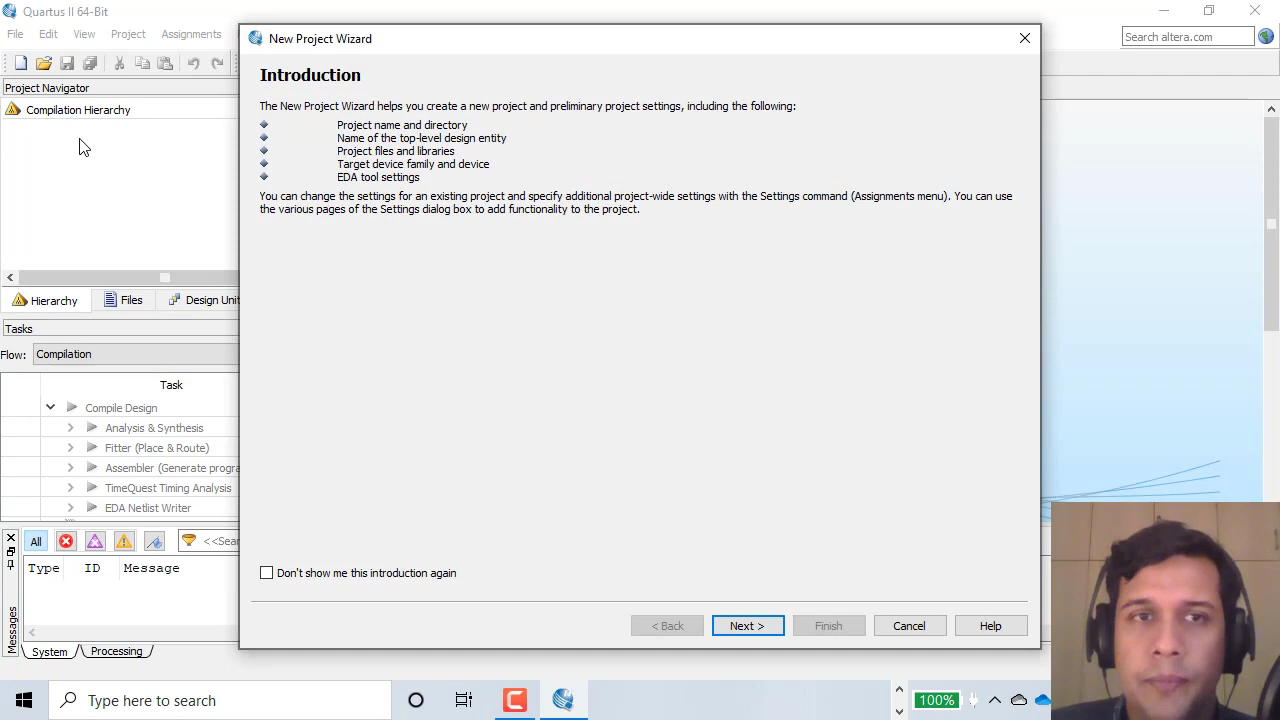 Quartus II 64-Bit
File Edit View Project Assignments
Search altera.com
Project Navigator
Compilation Hierarchy
Hierarchy Files Design Unit
Tasks
Flow: Compilation
Task
Compile Design
Analysis & Synthesis
Fitter (Place & Route)
Assembler (Generate progra
TimeQuest Timing Analysis
EDA Netlist Writer
All <<Sear
Type ID Message
Messages
System Processing
New Project Wizard
Introduction
The New Project Wizard helps you create a new project and preliminary project settings, including the following:
Project name and directory
Name of the top-level design entity
Project files and libraries
Target device family and device
EDA tool settings
You can change the settings for an existing project and specify additional project-wide settings with the Settings command (Assignments menu). You can use
the various pages of the Settings dialog box to add functionality to the project.
Don't show me this introduction again
< Back Next > Finish Cancel Help
Type here to search
100%